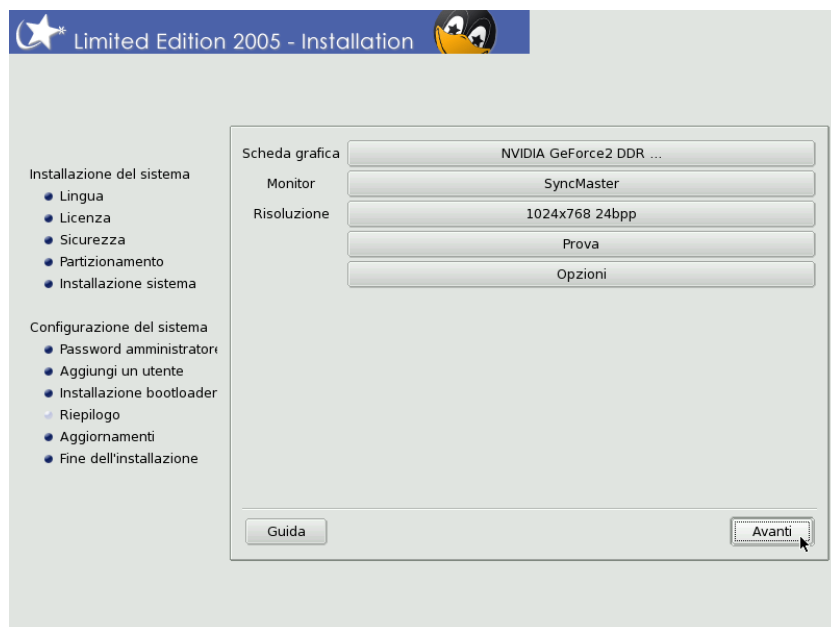 Limited Edition 2005 - Installation
Installazione del sistema
Lingua
Licenza
Sicurezza
Partizionamento
Installazione sistema
Configurazione del sistema
Password amministratore
Aggiungi un utente
Installazione bootloader
Riepilogo
Aggiornamenti
Fine dell'installazione
Scheda grafica
NVIDIA GeForce2 DDR ...
Monitor
SyncMaster
Risoluzione
1024x768 24bpp
Prova
Opzioni
Guida
Avanti